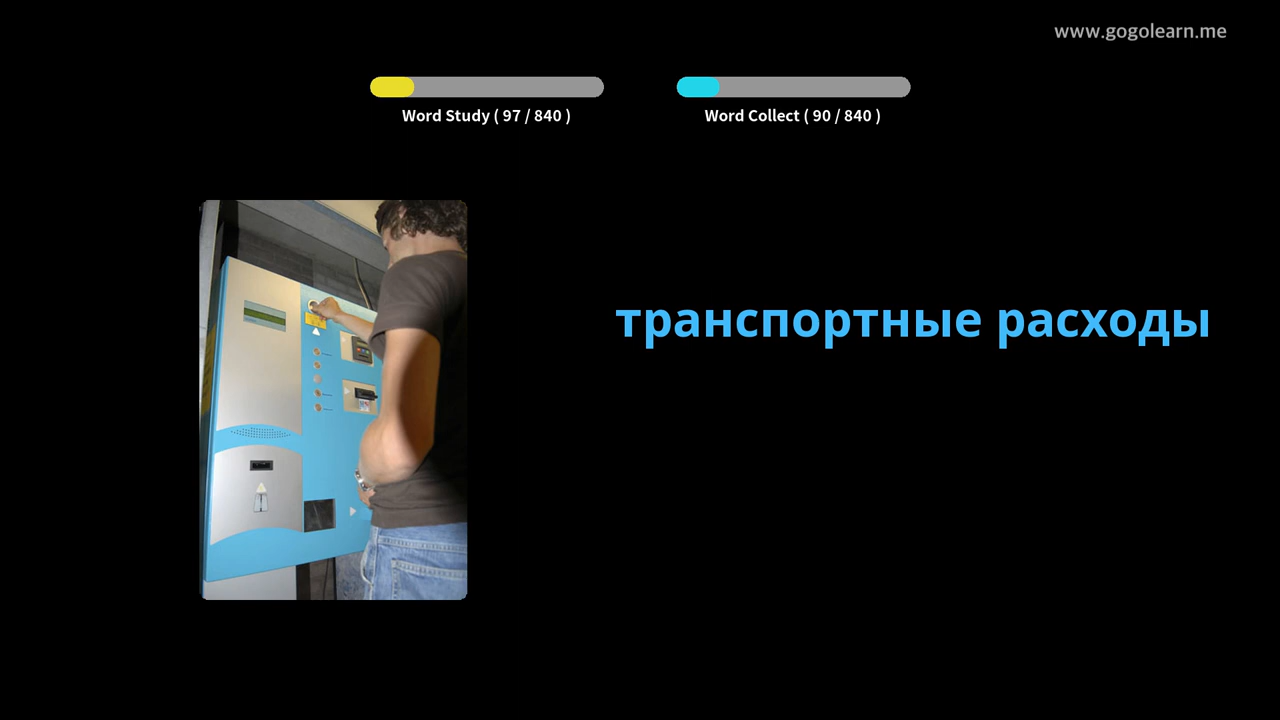 www.gogolearn.me
Word Study ( 97 / 840 )
Word Collect ( 90 / 840 )
транспортные расходы